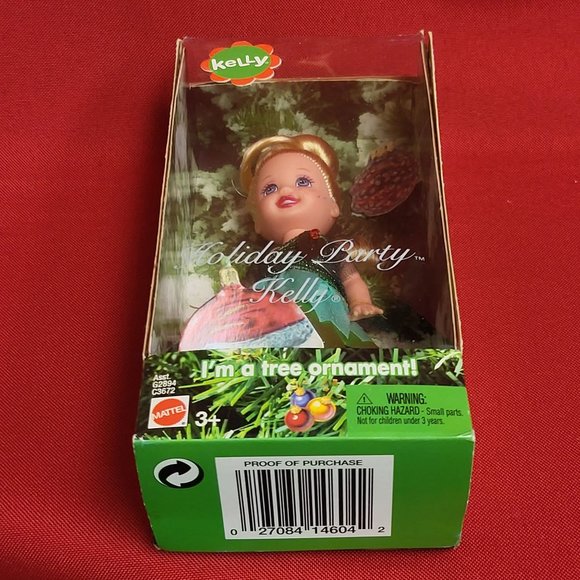 Kelly
Holiday Party™
Kelly®
I'm a tree ornament!
Asst.
G2894
C3672
MATTEL
3+
WARNING:
CHOKING HAZARD - Small parts.
Not for children under 3 years.
PROOF OF PURCHASE
0 27084 14604 2